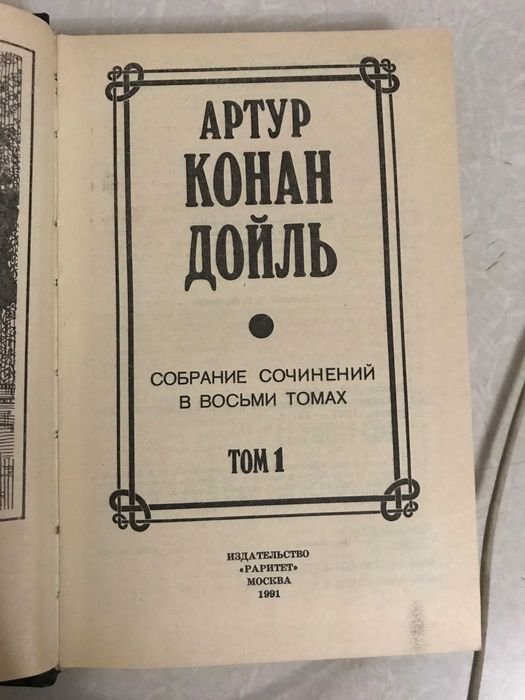 АРТУР
КОНАН
ДОЙЛЬ
СОБРАНИЕ СОЧИНЕНИЙ
В ВОСЬМИ ТОМАХ
ТОМ 1
ИЗДАТЕЛЬСТВО
«РАРИТЕТ»
МОСКВА
1991